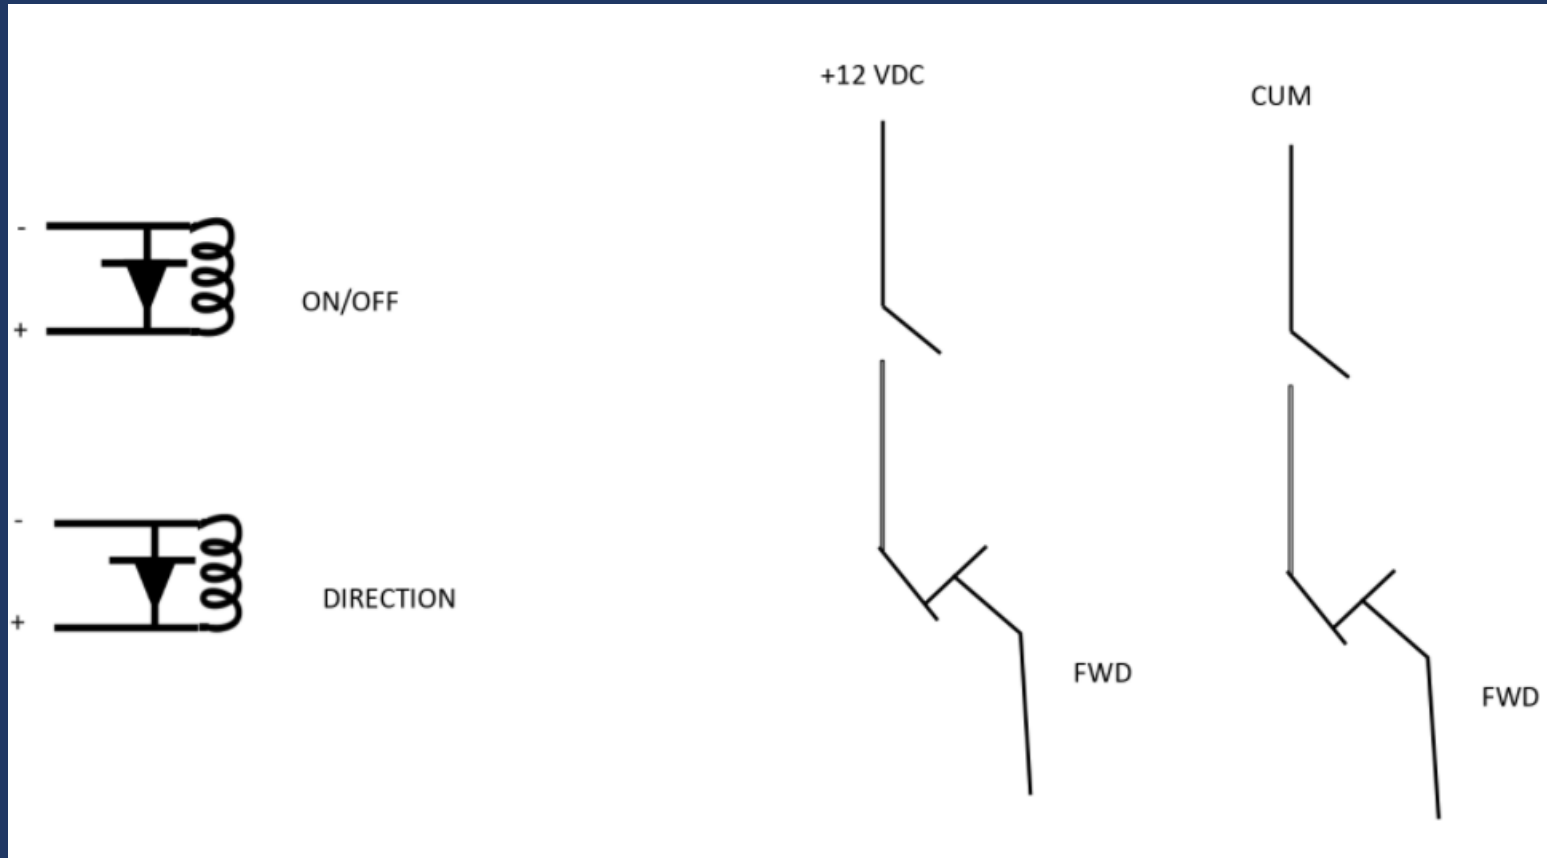 +12 VDC
CUM
-
+
ON/OFF
-
+
DIRECTION
FWD
FWD